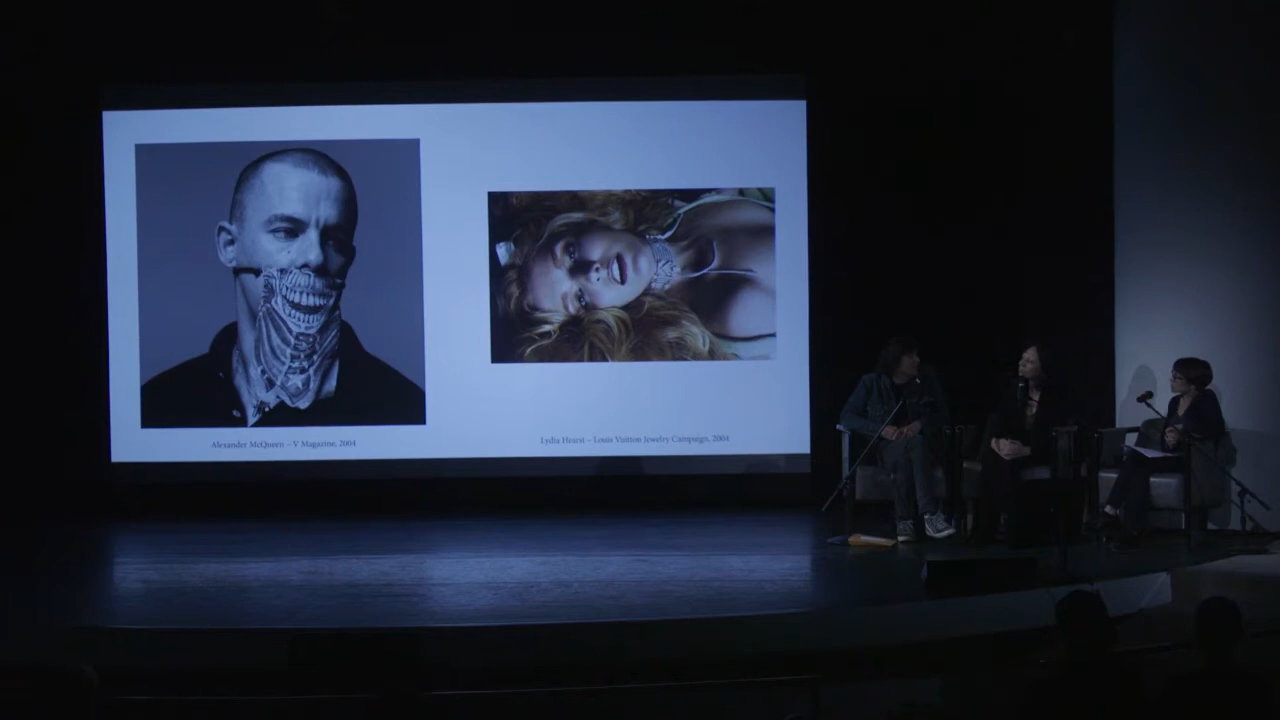 Alexander McQueen – V Magazine, 2004
Lydia Hearst – Louis Vuitton Jewelry Campaign, 2004